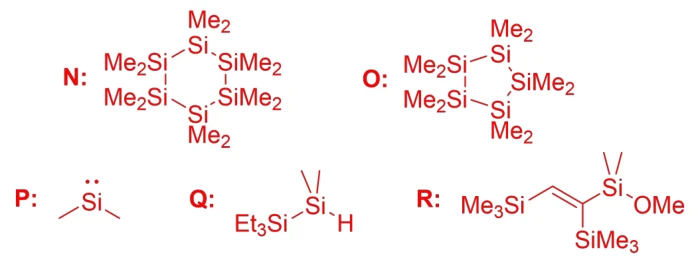 N:
Me2
Si
Me2Si SiMe2
Me2Si SiMe2
Si
Me2
O:
Me2
Si
Me2Si
SiMe2
Me2Si
Si
Me2
P:
Si
Q:
Si
Et3Si H
R:
Si
Me3Si OMe
SiMe3